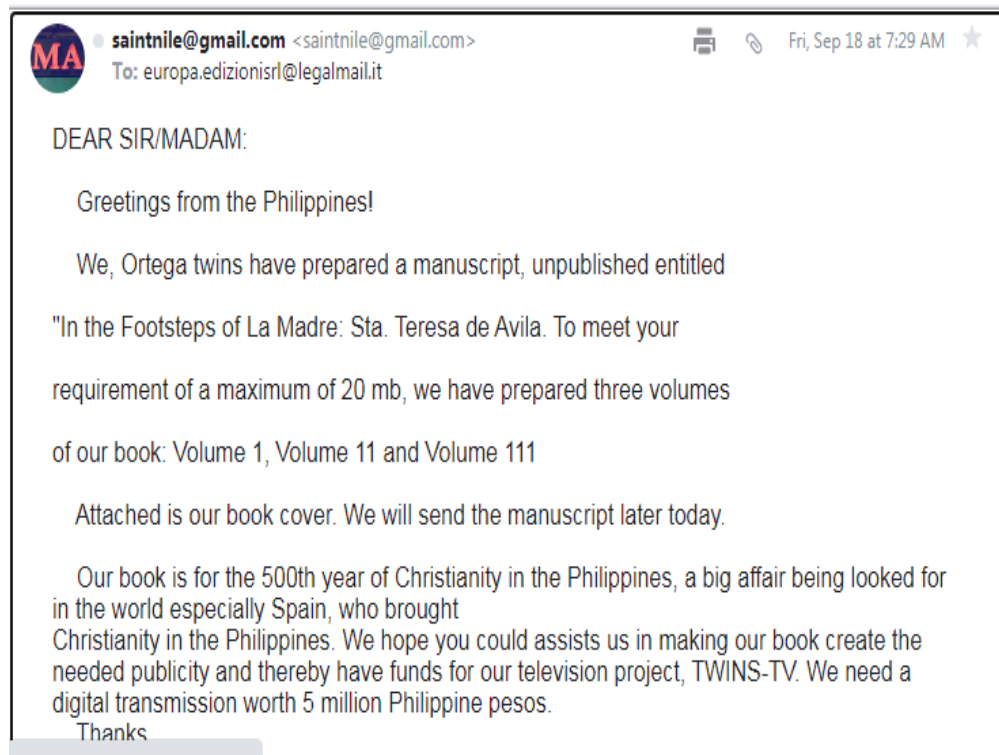 MA
saintnile@gmail.com <saintnile@gmail.com>
Fri, Sep 18 at 7:29 AM
To: europa.edizionisrl@legalmail.it
DEAR SIR/MADAM:
Greetings from the Philippines!
We, Ortega twins have prepared a manuscript, unpublished entitled
"In the Footsteps of La Madre: Sta. Teresa de Avila. To meet your
requirement of a maximum of 20 mb, we have prepared three volumes
of our book: Volume 1, Volume 11 and Volume 111
Attached is our book cover. We will send the manuscript later today.
Our book is for the 500th year of Christianity in the Philippines, a big affair being looked for
in the world especially Spain, who brought
Christianity in the Philippines. We hope you could assists us in making our book create the
needed publicity and thereby have funds for our television project, TWINS-TV. We need a
digital transmission worth 5 million Philippine pesos.
Thanks